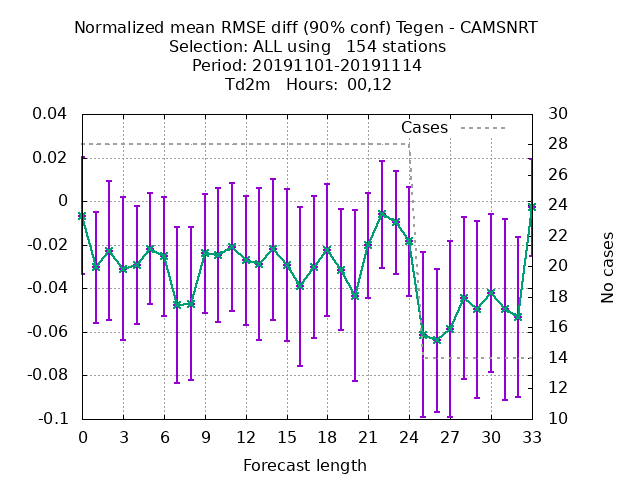 Normalized mean RMSE diff (90% conf) Tegen - CAMSNRT
Selection: ALL using   154 stations
Period: 20191101-20191114
Td2m   Hours:  00,12
Cases
0.04
0.02
0
-0.02
-0.04
-0.06
-0.08
-0.1
30
28
26
24
22
20
18
16
14
12
10
No cases
0 3 6 9 12 15 18 21 24 27 30 33
Forecast length